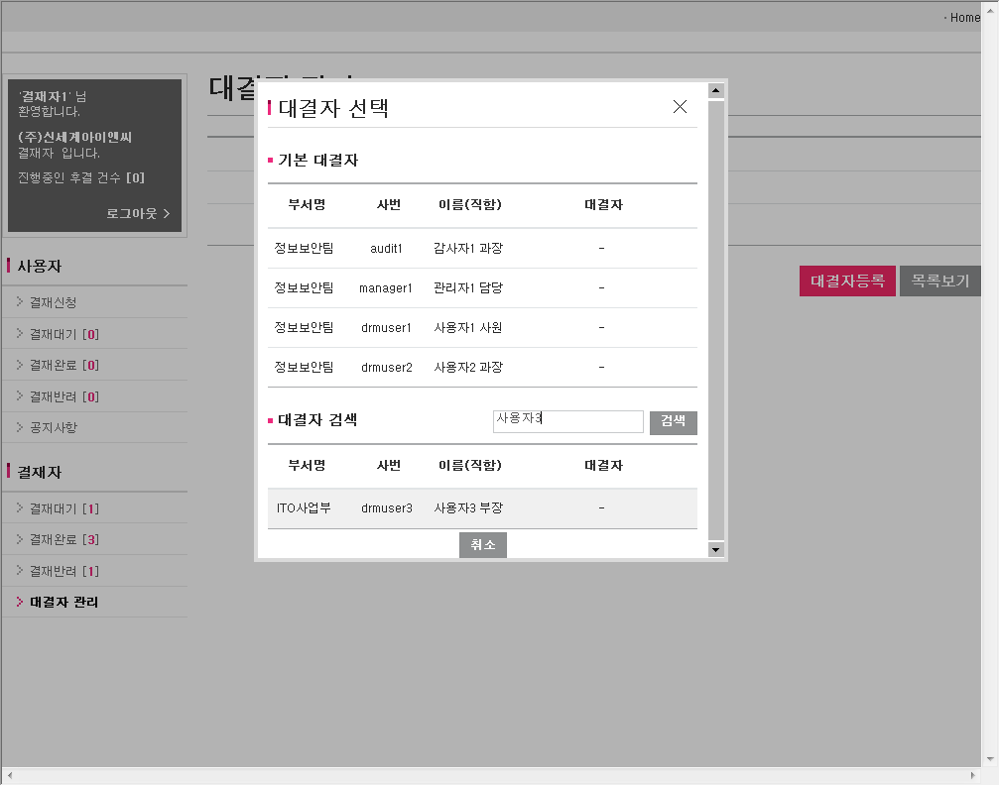 · Home
'결재자1' 님
환영합니다.
(주)신세계아이앤씨
결재자 입니다.
진행중인 후결 건수 [0]
로그아웃 >
사용자
> 결재신청
> 결재대기 [0]
> 결재완료 [0]
> 결재반려 [0]
> 공지사항
결재자
> 결재대기 [1]
> 결재완료 [3]
> 결재반려 [1]
> 대결자 관리
대결자등록 목록보기
대결자 선택
기본 대결자
부서명 사번 이름(직함) 대결자
정보보안팀 audit1 감사자1 과장 -
정보보안팀 manager1 관리자1 담당 -
정보보안팀 drmuser1 사용자1 사원 -
정보보안팀 drmuser2 사용자2 과장 -
대결자 검색 사용자3 검색
부서명 사번 이름(직함) 대결자
ITO사업부 drmuser3 사용자3 부장 -
취소